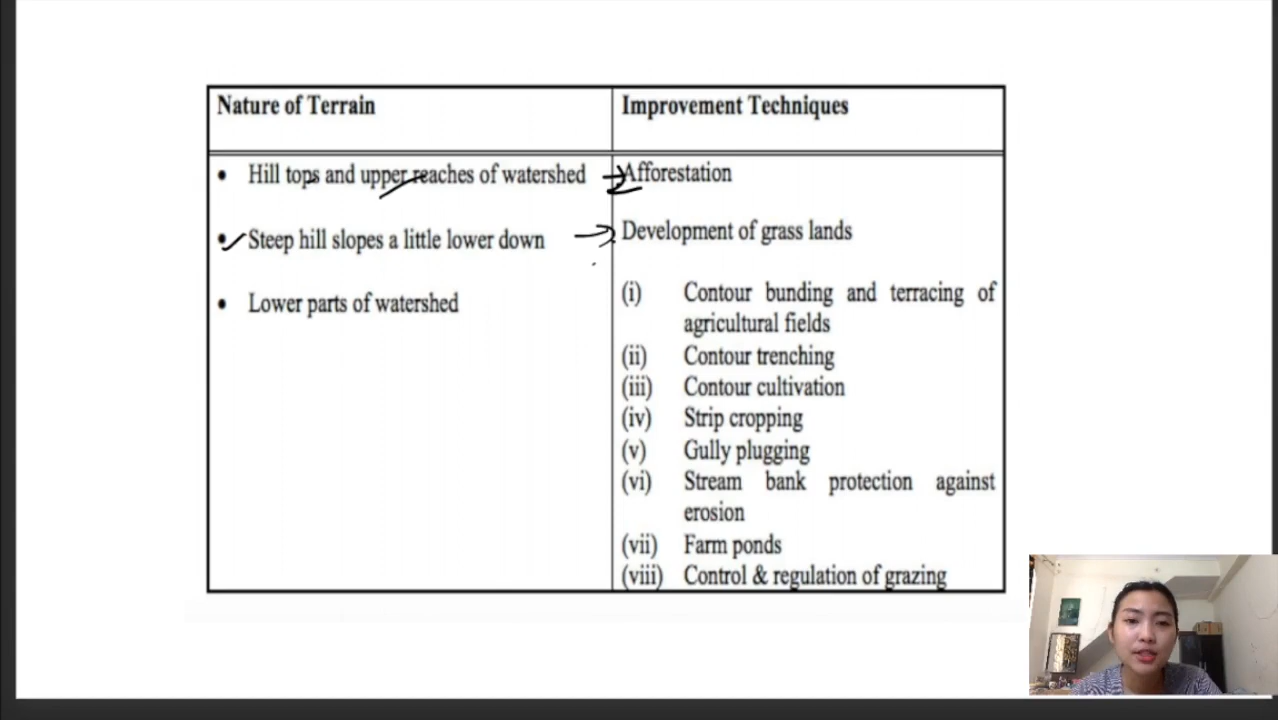 Nature of Terrain
Improvement Techniques
• Hill tops and upper reaches of watershed
Afforestation
• Steep hill slopes a little lower down
Development of grass lands
• Lower parts of watershed
(i) Contour bunding and terracing of
agricultural fields
(ii) Contour trenching
(iii) Contour cultivation
(iv) Strip cropping
(v) Gully plugging
(vi) Stream bank protection against
erosion
(vii) Farm ponds
(viii) Control & regulation of grazing